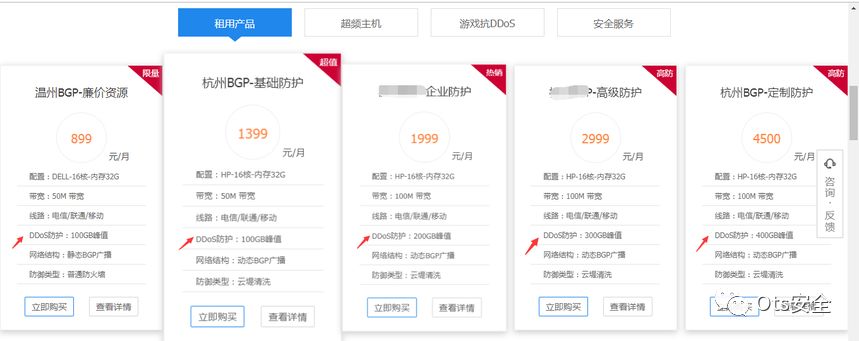 租用产品
超频主机
游戏抗DDoS
安全服务
限量
温州BGP-廉价资源
899
元/月
配置：DELL-16核-内存32G
带宽：50M 带宽
线路：电信/联通/移动
DDoS防护：100GB峰值
网络结构：静态BGP广播
防御类型：普通防火墙
立即购买
查看详情
超值
杭州BGP-基础防护
1399
元/月
配置：HP-16核-内存32G
带宽：50M 带宽
线路：电信/联通/移动
DDoS防护：100GB峰值
网络结构：动态BGP广播
防御类型：云堤清洗
立即购买
查看详情
热销
企业防护
1999
元/月
配置：HP-16核-内存32G
带宽：100M 带宽
线路：电信/联通/移动
DDoS防护：200GB峰值
网络结构：动态BGP广播
防御类型：云堤清洗
立即购买
查看详情
高防
P-高级防护
2999
元/月
配置：HP-16核-内存32G
带宽：100M 带宽
线路：电信/联通/移动
DDoS防护：300GB峰值
网络结构：动态BGP广播
防御类型：云堤清洗
立即购买
查看详情
高防
杭州BGP-定制防护
4500
元/月
配置：HP-16核-内存32G
带宽：100M 带宽
线路：电信/联通/移动
DDoS防护：400GB峰值
网络结构：动态BGP广播
防御类型：云堤清洗
咨询·反馈
Ots安全